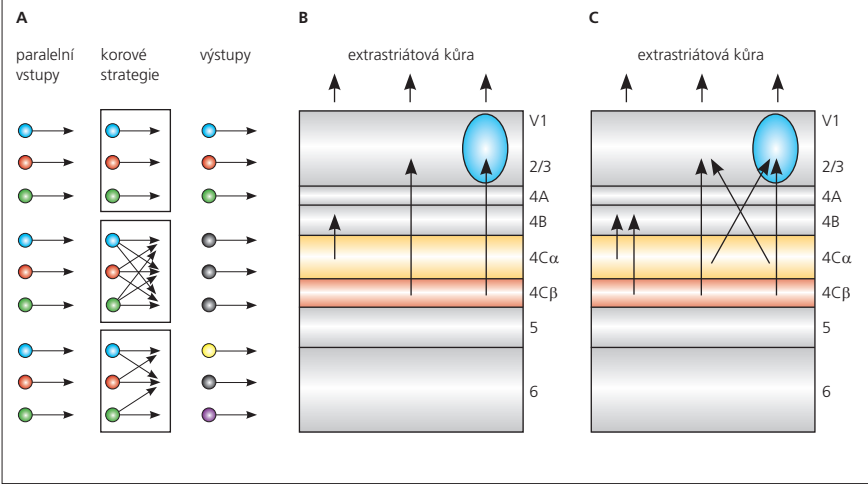 A
paralelní
vstupy
korové
strategie
výstupy
B
extrastriátová kůra
V1
2/3
4A
4B
4Cα
4Cβ
5
6
C
extrastriátová kůra
V1
2/3
4A
4B
4Cα
4Cβ
5
6